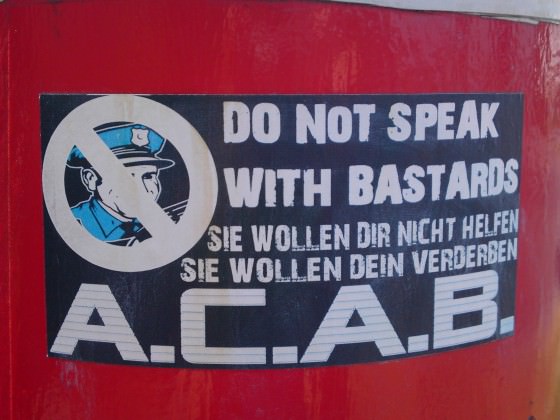 DO NOT SPEAK
WITH BASTARDS
SIE WOLLEN DIR NICHT HELFEN
SIE WOLLEN DEIN VERDERBEN
A.C.A.B.